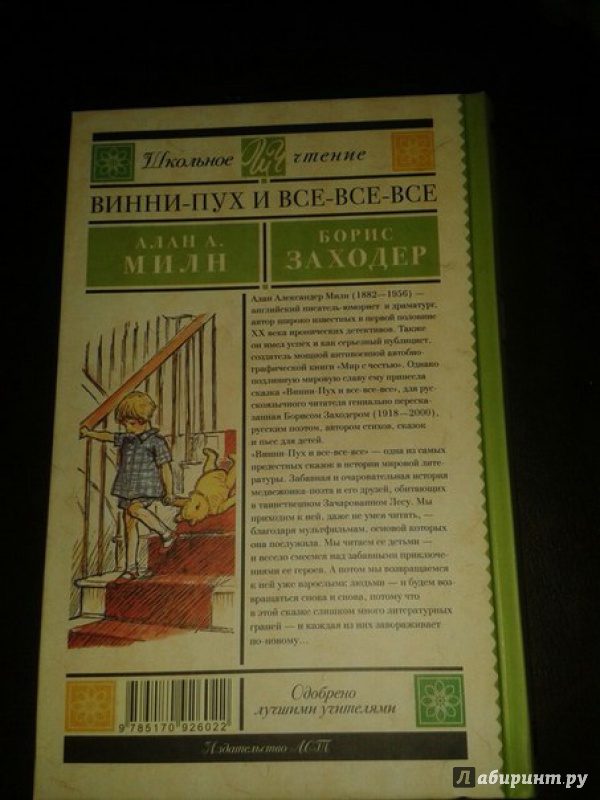 Школьное чтение
ВИННИ-ПУХ И ВСЕ-ВСЕ-ВСЕ
АЛАН А.
МИЛН
БОРИС
ЗАХОДЕР
Алан Александер Милн (1882—1956) —
английский писатель-юморист и драматург,
автор широко известных в первой половине
XX века иронических детективов. Также
он имел успех и как серьезный публицист,
создатель мощной антивоенной автобио-
графической книги «Мир с честью». Однако
подлинную мировую славу ему принесла
сказка «Винни-Пух и все-все-все», для рус-
скоязычного читателя гениально переска-
занная Борисом Заходером (1918—2000),
русским поэтом, автором стихов, сказок
и пьес для детей.
«Винни-Пух и все-все-все» — одна из самых
прелестных сказок в истории мировой лите-
ратуры. Забавная и очаровательная история
медвежонка-поэта и его друзей, обитающих
в таинственном Зачарованном Лесу. Мы
приходим к ней, даже не умея читать, —
благодаря мультфильмам, основой которых
она послужила. Мы читаем ее детьми —
и весело смеемся над забавными приключе-
ниями ее героев. А потом мы возвращаемся
к ней уже взрослыми людьми — и будем воз-
вращаться снова и снова, потому что
в этой сказке слишком много литературных
граней — и каждая из них завораживает
по-новому...
9 785170 926022
Одобрено
лучшими учителями
Издательство АСТ
Лабиринт.ру